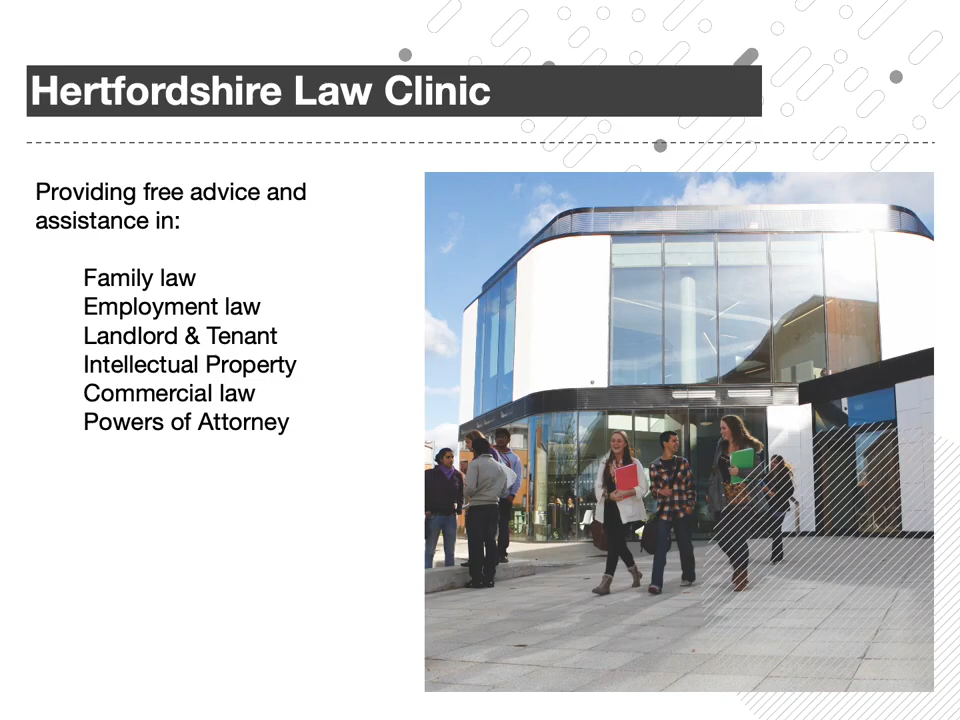 Hertfordshire Law Clinic
Providing free advice and
assistance in:
Family law
Employment law
Landlord & Tenant
Intellectual Property
Commercial law
Powers of Attorney